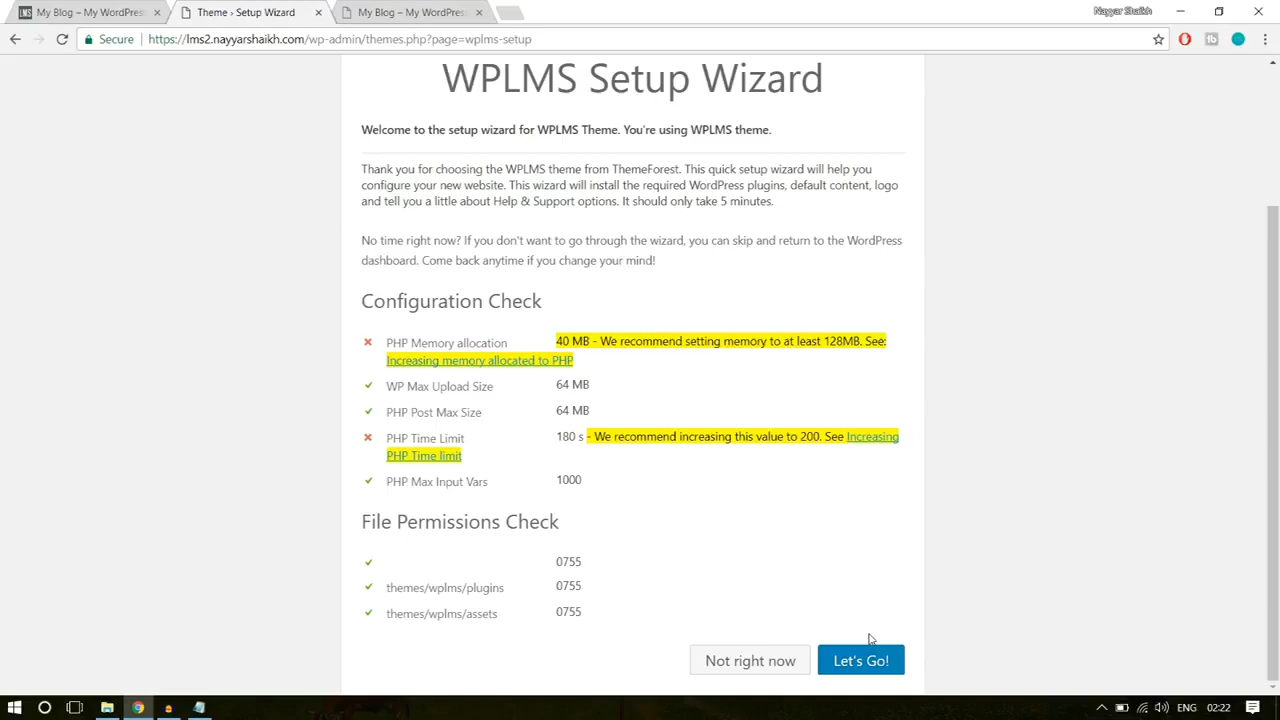 My Blog – My WordPres
Theme › Setup Wizard
My Blog – My WordPress
Nayyar Shaikh
Secure
https://lms2.nayyarshaikh.com/wp-admin/themes.php?page=wplms-setup
WPLMS Setup Wizard
Welcome to the setup wizard for WPLMS Theme. You're using WPLMS theme.
Thank you for choosing the WPLMS theme from ThemeForest. This quick setup wizard will help you
configure your new website. This wizard will install the required WordPress plugins, default content, logo
and tell you a little about Help & Support options. It should only take 5 minutes.
No time right now? If you don't want to go through the wizard, you can skip and return to the WordPress
dashboard. Come back anytime if you change your mind!
Configuration Check
PHP Memory allocation 40 MB - We recommend setting memory to at least 128MB. See:
Increasing memory allocated to PHP
WP Max Upload Size 64 MB
PHP Post Max Size 64 MB
PHP Time Limit 180 s - We recommend increasing this value to 200. See Increasing
PHP Time limit
PHP Max Input Vars 1000
File Permissions Check
0755
themes/wplms/plugins 0755
themes/wplms/assets 0755
Not right now Let's Go!
ENG 02:22